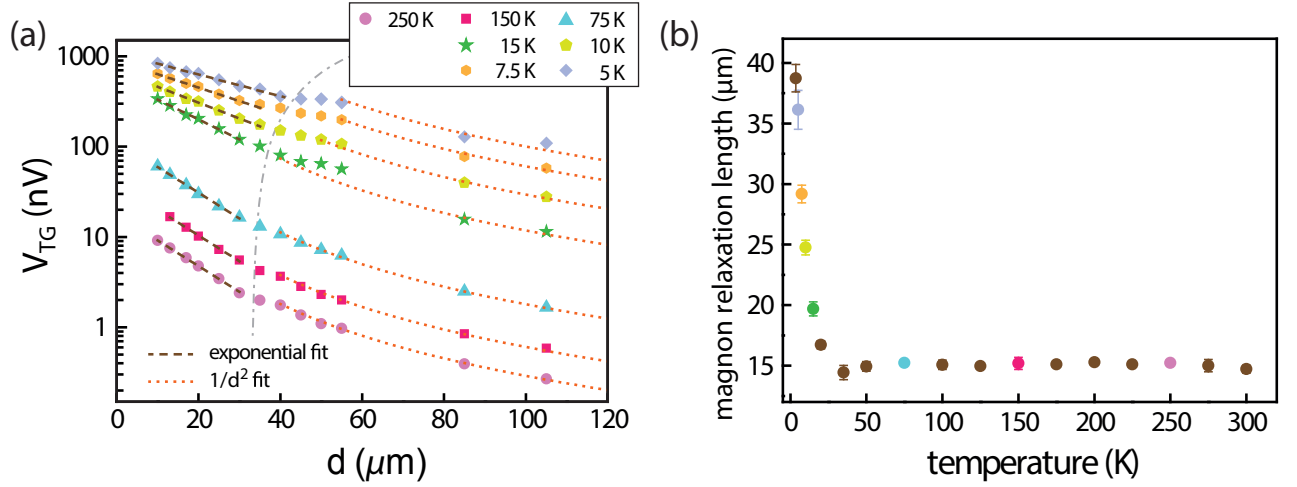 (a)
250 K 150 K 75 K
15 K 10 K
7.5 K 5 K
1000
100
10
1
V_TG (nV)
exponential fit
1/d² fit
0 20 40 60 80 100 120
d (μm)
(b)
40
35
30
25
20
15
magnon relaxation length (μm)
0 50 100 150 200 250 300
temperature (K)